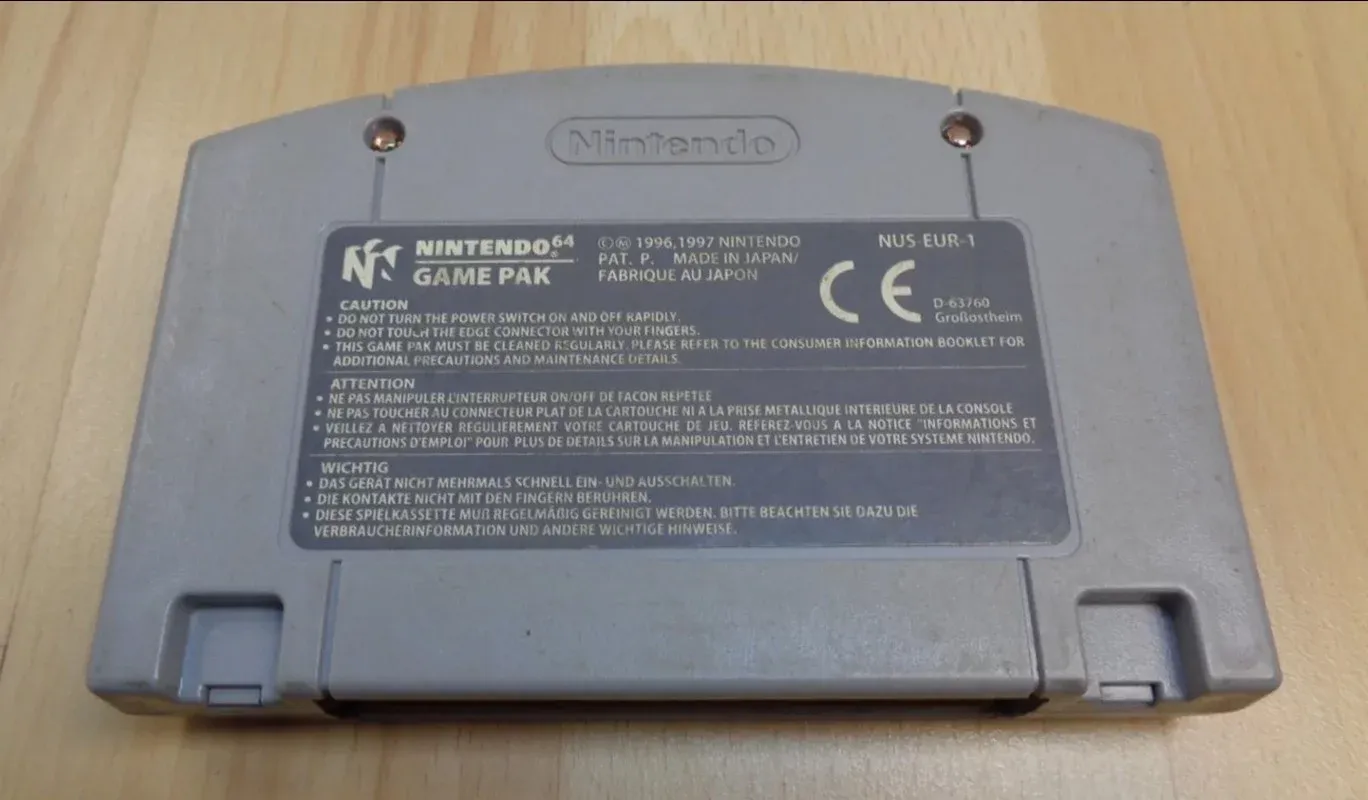 Nintendo
NINTENDO64®
GAME PAK
©Ⓜ 1996,1997 NINTENDO
PAT. P. MADE IN JAPAN/
FABRIQUE AU JAPON
NUS-EUR-1
CE
D-63760
Großostheim
CAUTION
• DO NOT TURN THE POWER SWITCH ON AND OFF RAPIDLY.
• DO NOT TOUCH THE EDGE CONNECTOR WITH YOUR FINGERS.
• THIS GAME PAK MUST BE CLEANED REGULARLY. PLEASE REFER TO THE CONSUMER INFORMATION BOOKLET FOR
ADDITIONAL PRECAUTIONS AND MAINTENANCE DETAILS.
ATTENTION
• NE PAS MANIPULER L'INTERRUPTEUR ON/OFF DE FACON REPETEE
• NE PAS TOUCHER AU CONNECTEUR PLAT DE LA CARTOUCHE NI A LA PRISE METALLIQUE INTERIEURE DE LA CONSOLE
• VEILLEZ A NETTOYER REGULIEREMENT VOTRE CARTOUCHE DE JEU. REFEREZ-VOUS A LA NOTICE "INFORMATIONS ET
PRECAUTIONS D'EMPLOI" POUR PLUS DE DETAILS SUR LA MANIPULATION ET L'ENTRETIEN DE VOTRE SYSTEME NINTENDO.
WICHTIG
• DAS GERÄT NICHT MEHRMALS SCHNELL EIN- UND AUSSCHALTEN.
• DIE KONTAKTE NICHT MIT DEN FINGERN BERÜHREN.
• DIESE SPIELKASSETTE MUß REGELMÄßIG GEREINIGT WERDEN. BITTE BEACHTEN SIE DAZU DIE
VERBRAUCHERINFORMATION UND ANDERE WICHTIGE HINWEISE.